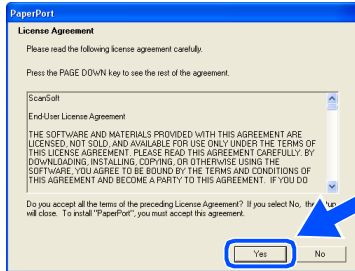 PaperPort
License Agreement
Please read the following license agreement carefully.
Press the PAGE DOWN key to see the rest of the agreement.
ScanSoft
End-User License Agreement
THE SOFTWARE AND MATERIALS PROVIDED WITH THIS AGREEMENT ARE
LICENSED, NOT SOLD, AND AVAILABLE FOR USE ONLY UNDER THE TERMS OF
THIS LICENSE AGREEMENT. PLEASE READ THIS AGREEMENT CAREFULLY. BY
DOWNLOADING, INSTALLING, COPYING, OR OTHERWISE USING THE
SOFTWARE, YOU AGREE TO BE BOUND BY THE TERMS AND CONDITIONS OF
THIS AGREEMENT AND BECOME A PARTY TO THIS AGREEMENT. IF YOU DO
Do you accept all the terms of the preceding License Agreement? If you select No, the
will close. To install "PaperPort", you must accept this agreement.
Yes
No